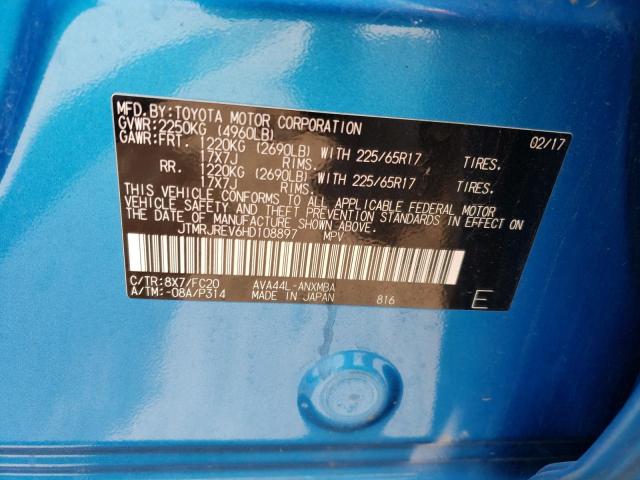 MFD.BY:TOYOTA MOTOR CORPORATION 02/17
GVWR:2250KG (4960LB)
GAWR:FRT. 1220KG (2690LB) WITH 225/65R17 TIRES.
17X7J RIMS.
RR. 1220KG (2690LB) WITH 225/65R17 TIRES.
17X7J RIMS.
THIS VEHICLE CONFORMS TO ALL APPLICABLE FEDERAL MOTOR
VEHICLE SAFETY AND THEFT PREVENTION STANDARDS IN EFFECT ON
THE DATE OF MANUFACTURE SHOWN ABOVE.
JTMRJREV6HD108897 MPV
C/TR:8X7/FC20 AVA44L-ANXMBA
A/TM:-08A/P314 MADE IN JAPAN 816 E